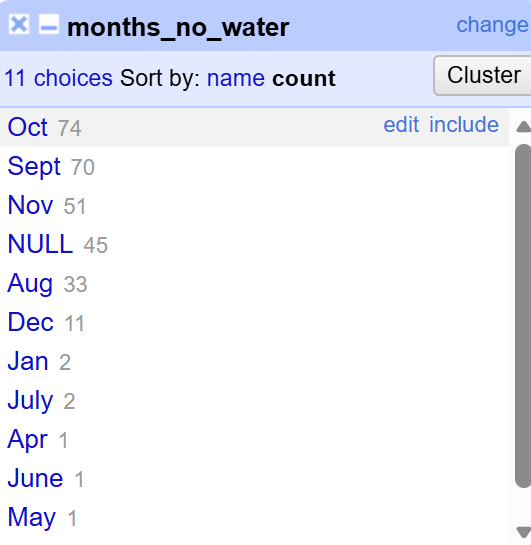 months_no_water change
11 choices Sort by: name count Cluster
Oct 74 edit include
Sept 70
Nov 51
NULL 45
Aug 33
Dec 11
Jan 2
July 2
Apr 1
June 1
May 1